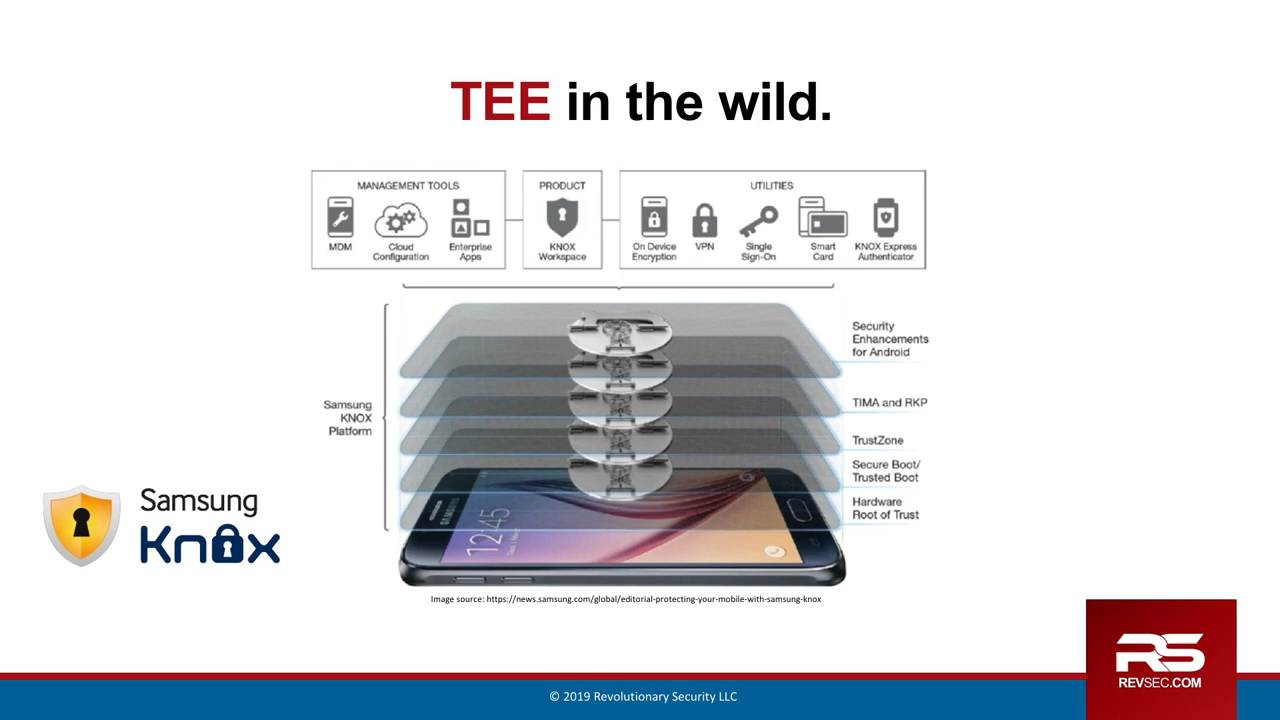 TEE in the wild.
MANAGEMENT TOOLS
PRODUCT
UTILITIES
MDM
Cloud
Configuration
Enterprise
Apps
KNOX
Workspace
On Device
Encryption
VPN
Single
Sign-On
Smart
Card
KNOX Express
Authenticator
Security
Enhancements
for Android
TIMA and RKP
Samsung
KNOX
Platform
TrustZone
Secure Boot/
Trusted Boot
Hardware
Root of Trust
SAMSUNG
12:45
Samsung
Knox
Image source: https://news.samsung.com/global/editorial-protecting-your-mobile-with-samsung-knox
RS
REVSEC.COM
© 2019 Revolutionary Security LLC